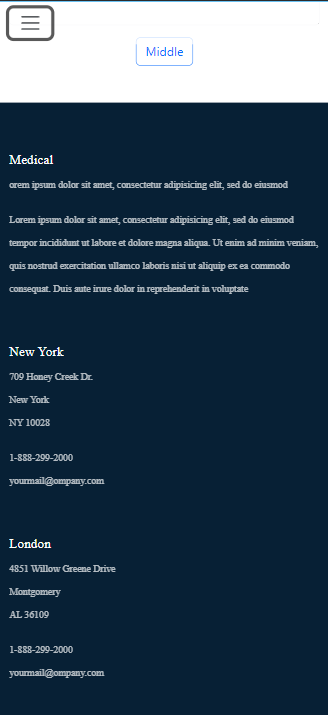 Middle
Medical
orem ipsum dolor sit amet, consectetur adipisicing elit, sed do eiusmod
Lorem ipsum dolor sit amet, consectetur adipisicing elit, sed do eiusmod
tempor incididunt ut labore et dolore magna aliqua. Ut enim ad minim veniam,
quis nostrud exercitation ullamco laboris nisi ut aliquip ex ea commodo
consequat. Duis aute irure dolor in reprehenderit in voluptate
New York
709 Honey Creek Dr.
New York
NY 10028
1-888-299-2000
yourmail@ompany.com
London
4851 Willow Greene Drive
Montgomery
AL 36109
1-888-299-2000
yourmail@ompany.com